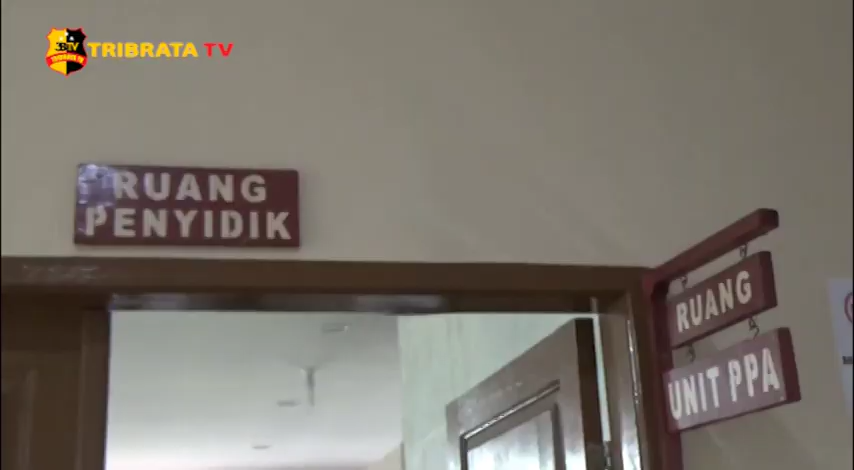 TRIBRATA TV
RUANG
PENYIDIK
RUANG
UNIT PPA